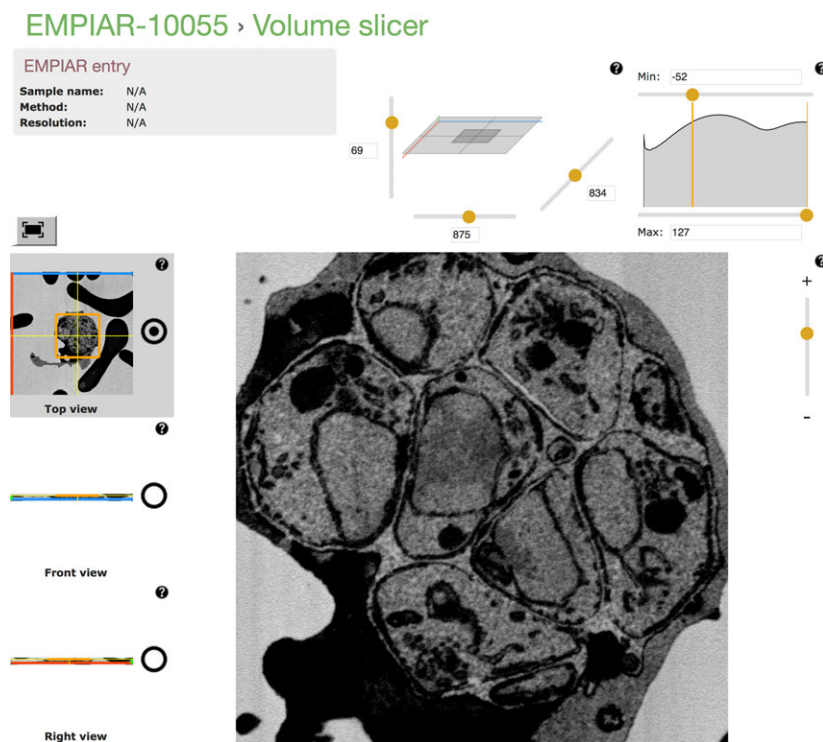 EMPIAR-10055 › Volume slicer
EMPIAR entry
Sample name: N/A
Method: N/A
Resolution: N/A
?
?
Min: -52
69
834
875
Max: 127
?
?
+
Top view
-
?
Front view
?
Right view